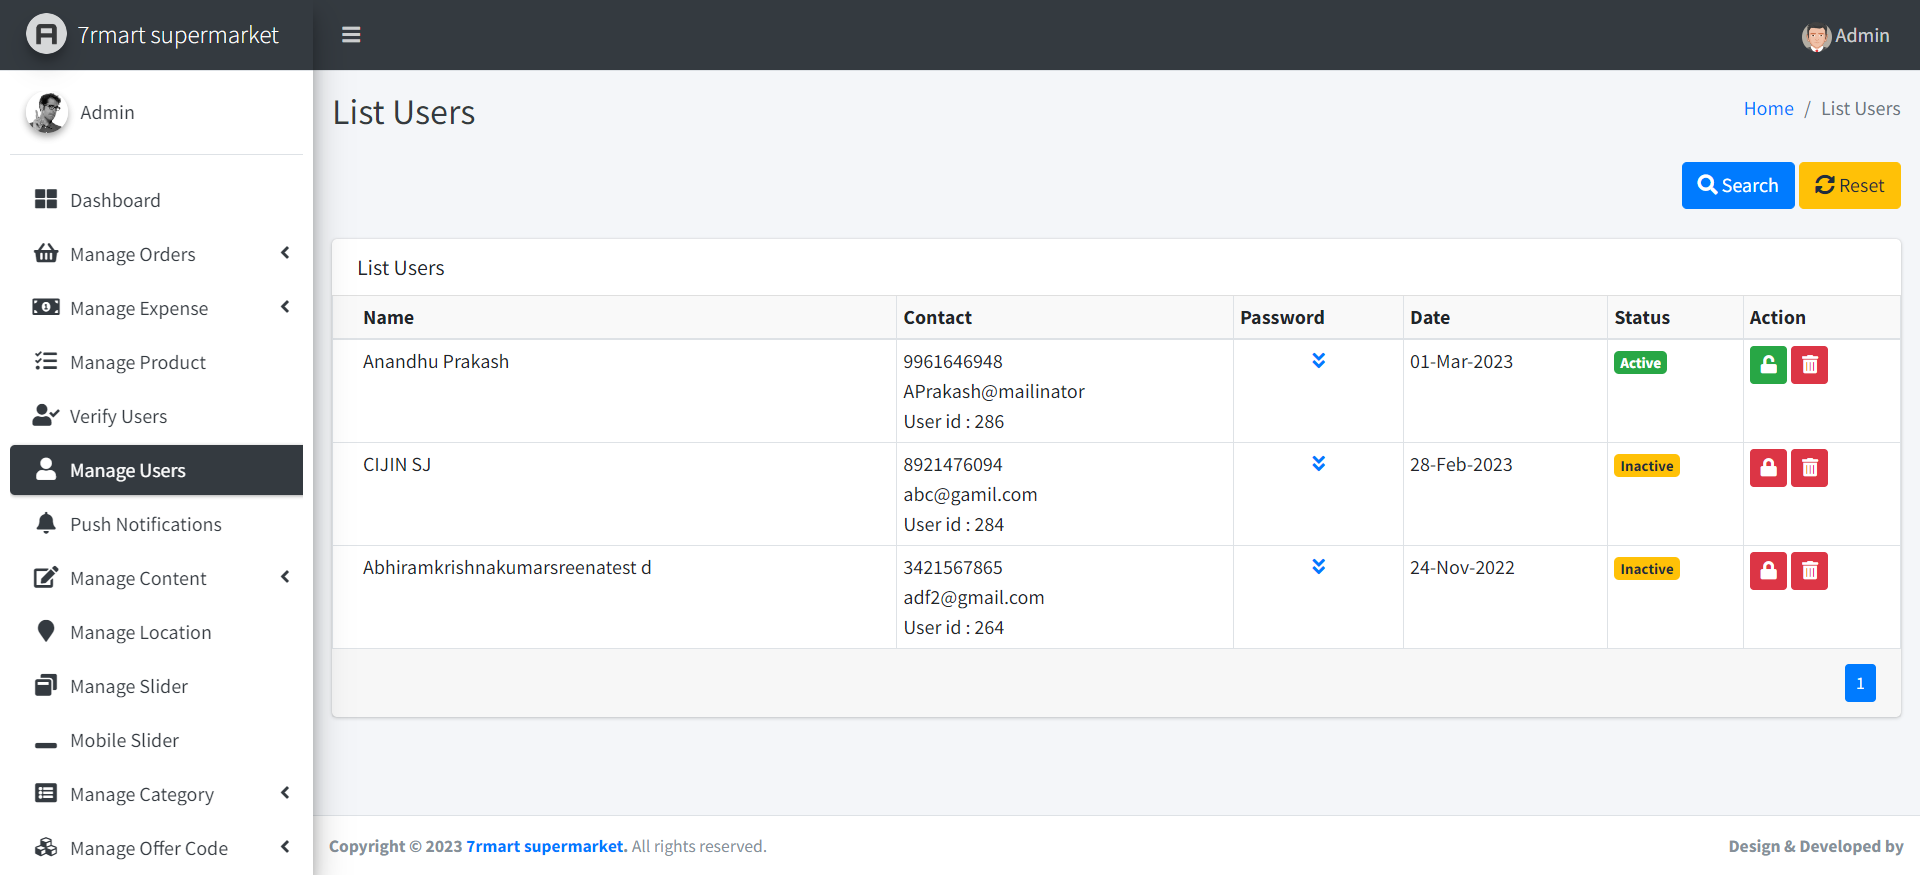 7rmart supermarket
Admin
Admin
Dashboard
Manage Orders
Manage Expense
Manage Product
Verify Users
Manage Users
Push Notifications
Manage Content
Manage Location
Manage Slider
Mobile Slider
Manage Category
Manage Offer Code
List Users
Home / List Users
Search Reset
List Users
Name Contact Password Date Status Action
Anandhu Prakash 9961646948 01-Mar-2023 Active
APrakash@mailinator
User id : 286
CIJIN SJ 8921476094 28-Feb-2023 Inactive
abc@gamil.com
User id : 284
Abhiramkrishnakumarsreenatest d 3421567865 24-Nov-2022 Inactive
adf2@gmail.com
User id : 264
1
Copyright © 2023 7rmart supermarket. All rights reserved. Design & Developed by